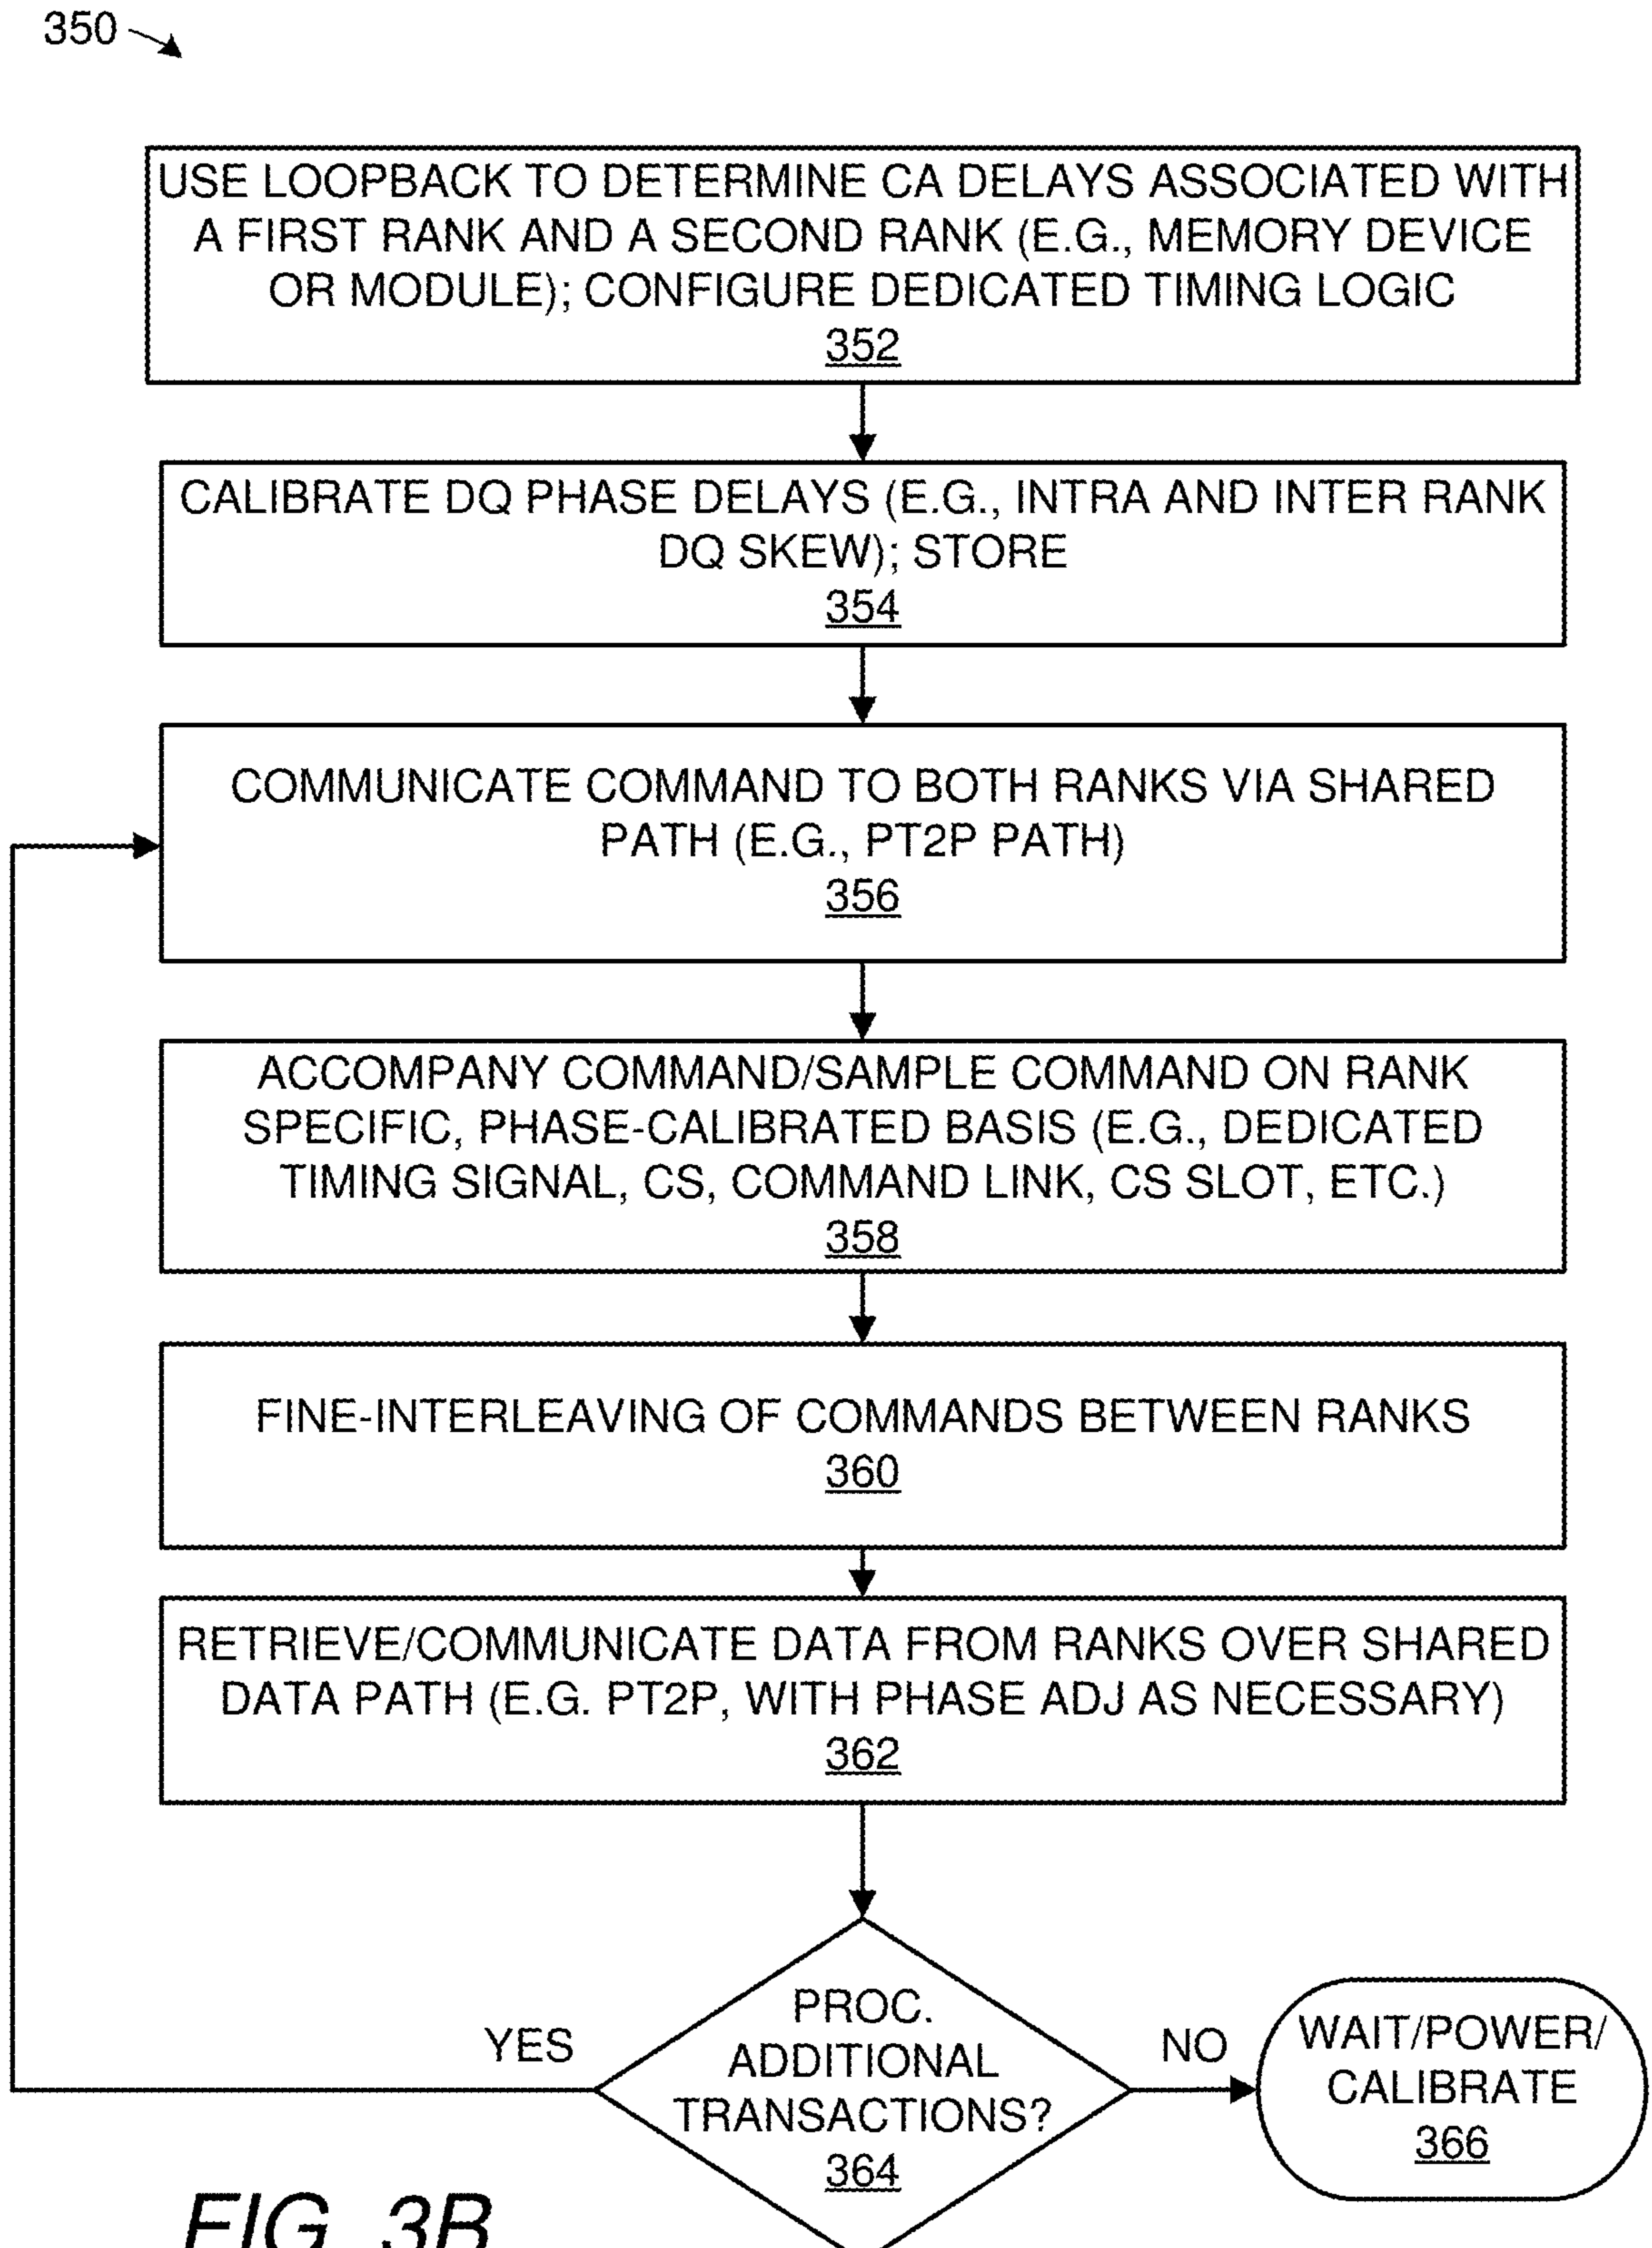 350
USE LOOPBACK TO DETERMINE CA DELAYS ASSOCIATED WITH
A FIRST RANK AND A SECOND RANK (E.G., MEMORY DEVICE
OR MODULE); CONFIGURE DEDICATED TIMING LOGIC
352
CALIBRATE DQ PHASE DELAYS (E.G., INTRA AND INTER RANK
DQ SKEW); STORE
354
COMMUNICATE COMMAND TO BOTH RANKS VIA SHARED
PATH (E.G., PT2P PATH)
356
ACCOMPANY COMMAND/SAMPLE COMMAND ON RANK
SPECIFIC, PHASE-CALIBRATED BASIS (E.G., DEDICATED
TIMING SIGNAL, CS, COMMAND LINK, CS SLOT, ETC.)
358
FINE-INTERLEAVING OF COMMANDS BETWEEN RANKS
360
RETRIEVE/COMMUNICATE DATA FROM RANKS OVER SHARED
DATA PATH (E.G. PT2P, WITH PHASE ADJ AS NECESSARY)
362
PROC.
ADDITIONAL
TRANSACTIONS?
364
YES
NO
WAIT/POWER/
CALIBRATE
366
FIG. 3B